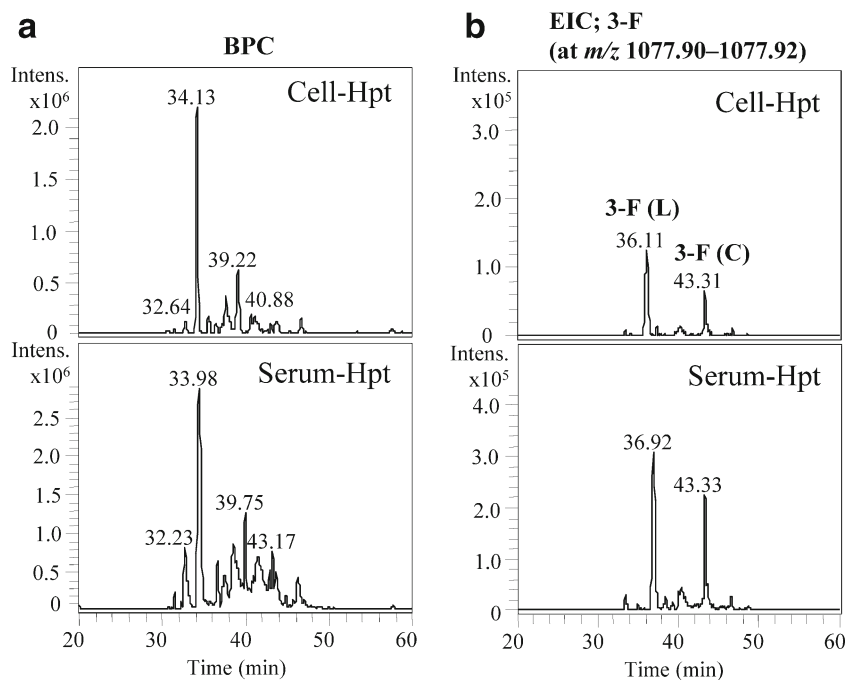 a
BPC
Intens.
x10⁶
Cell-Hpt
34.13
2.0
1.5
1.0
39.22
0.5
32.64
40.88
0
Intens.
x10⁶
Serum-Hpt
33.98
2.5
2.0
1.5
39.75
1.0
32.23
43.17
0.5
0
20 30 40 50 60
Time (min)
b
EIC; 3-F
(at m/z 1077.90–1077.92)
Intens.
x10⁵
Cell-Hpt
3.0
2.0
3-F (L)
36.11
3-F (C)
1.0
43.31
0
Intens.
x10⁵
Serum-Hpt
4.0
36.92
3.0
43.33
2.0
1.0
0
20 30 40 50 60
Time (min)